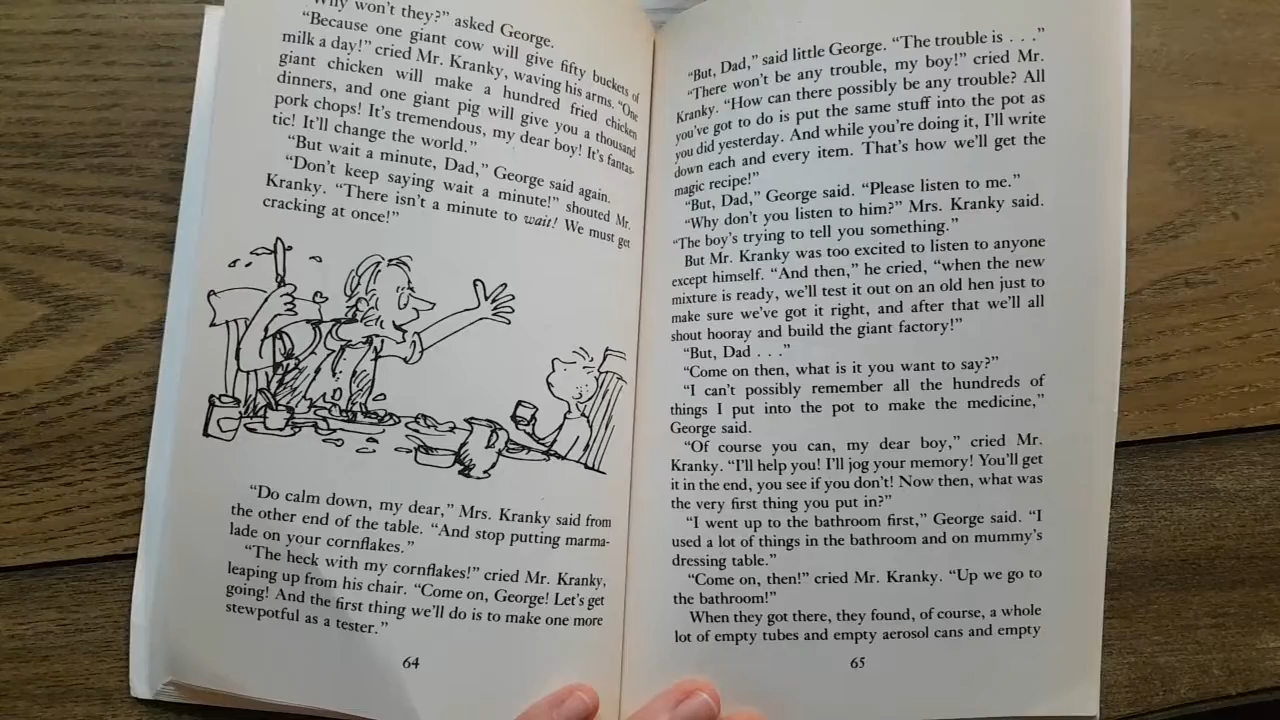 "Why won't they?" asked George.
"Because one giant cow will give fifty buckets of
milk a day!" cried Mr. Kranky, waving his arms. "One
giant chicken will make a hundred fried chicken
dinners, and one giant pig will give you a thousand
pork chops! It's tremendous, my dear boy! It's fantas-
tic! It'll change the world."
"But wait a minute, Dad," George said again.
"Don't keep saying wait a minute!" shouted Mr.
Kranky. "There isn't a minute to wait! We must get
cracking at once!"
"Do calm down, my dear," Mrs. Kranky said from
the other end of the table. "And stop putting marma-
lade on your cornflakes."
"The heck with my cornflakes!" cried Mr. Kranky,
leaping up from his chair. "Come on, George! Let's get
going! And the first thing we'll do is to make one more
stewpotful as a tester."
64
"But, Dad," said little George. "The trouble is . . ."
"There won't be any trouble, my boy!" cried Mr.
Kranky. "How can there possibly be any trouble? All
you've got to do is put the same stuff into the pot as
you did yesterday. And while you're doing it, I'll write
down each and every item. That's how we'll get the
magic recipe!"
"But, Dad," George said. "Please listen to me."
"Why don't you listen to him?" Mrs. Kranky said.
"The boy's trying to tell you something."
But Mr. Kranky was too excited to listen to anyone
except himself. "And then," he cried, "when the new
mixture is ready, we'll test it out on an old hen just to
make sure we've got it right, and after that we'll all
shout hooray and build the giant factory!"
"But, Dad . . ."
"Come on then, what is it you want to say?"
"I can't possibly remember all the hundreds of
things I put into the pot to make the medicine,"
George said.
"Of course you can, my dear boy," cried Mr.
Kranky. "I'll help you! I'll jog your memory! You'll get
it in the end, you see if you don't! Now then, what was
the very first thing you put in?"
"I went up to the bathroom first," George said. "I
used a lot of things in the bathroom and on mummy's
dressing table."
"Come on, then!" cried Mr. Kranky. "Up we go to
the bathroom!"
When they got there, they found, of course, a whole
lot of empty tubes and empty aerosol cans and empty
65